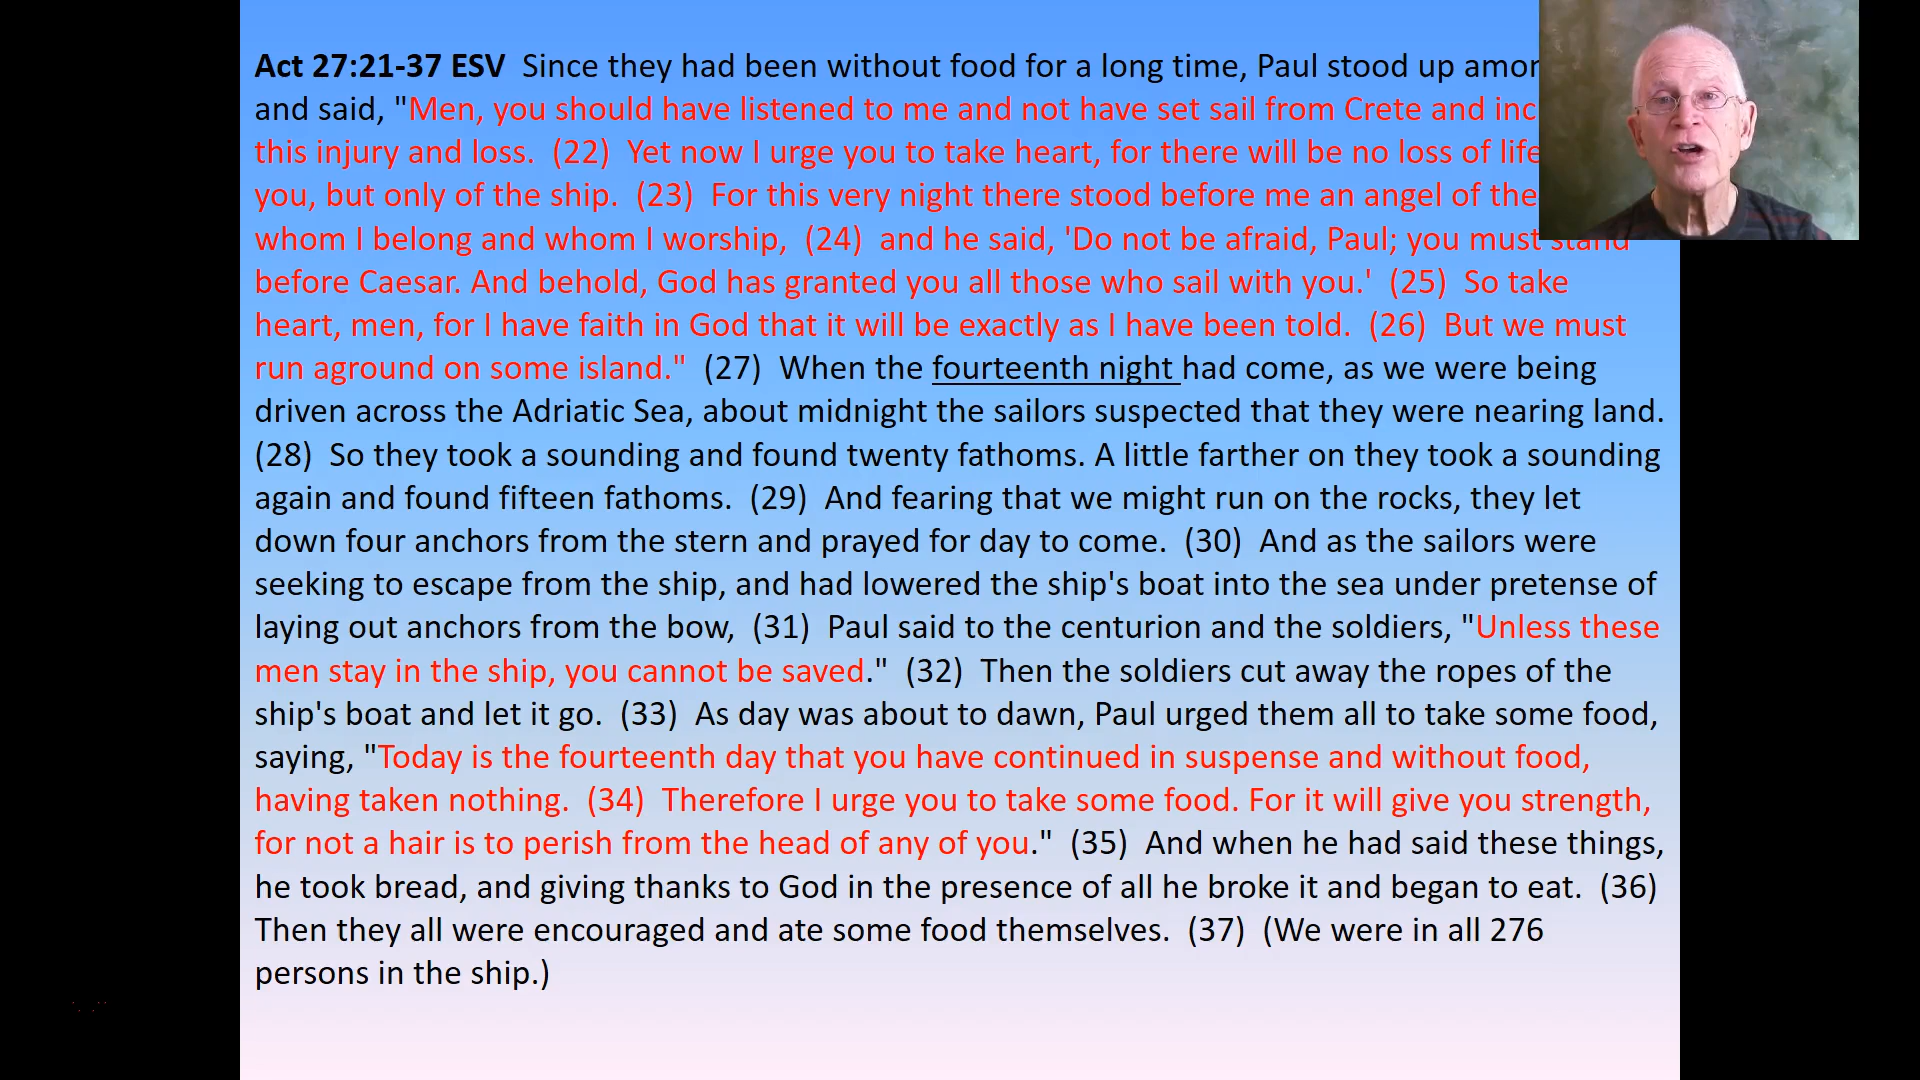 Act 27:21-37 ESV Since they had been without food for a long time, Paul stood up
and said, "Men, you should have listened to me and not have set sail from Crete and
this injury and loss. (22) Yet now I urge you to take heart, for there will be no loss of life
you, but only of the ship. (23) For this very night there stood before me an angel of the
whom I belong and whom I worship, (24) and he said, 'Do not be afraid, Paul; you must stand
before Caesar. And behold, God has granted you all those who sail with you.' (25) So take
heart, men, for I have faith in God that it will be exactly as I have been told. (26) But we must
run aground on some island." (27) When the fourteenth night had come, as we were being
driven across the Adriatic Sea, about midnight the sailors suspected that they were nearing land.
(28) So they took a sounding and found twenty fathoms. A little farther on they took a sounding
again and found fifteen fathoms. (29) And fearing that we might run on the rocks, they let
down four anchors from the stern and prayed for day to come. (30) And as the sailors were
seeking to escape from the ship, and had lowered the ship's boat into the sea under pretense of
laying out anchors from the bow, (31) Paul said to the centurion and the soldiers, "Unless these
men stay in the ship, you cannot be saved." (32) Then the soldiers cut away the ropes of the
ship's boat and let it go. (33) As day was about to dawn, Paul urged them all to take some food,
saying, "Today is the fourteenth day that you have continued in suspense and without food,
having taken nothing. (34) Therefore I urge you to take some food. For it will give you strength,
for not a hair is to perish from the head of any of you." (35) And when he had said these things,
he took bread, and giving thanks to God in the presence of all he broke it and began to eat. (36)
Then they all were encouraged and ate some food themselves. (37) (We were in all 276
persons in the ship.)